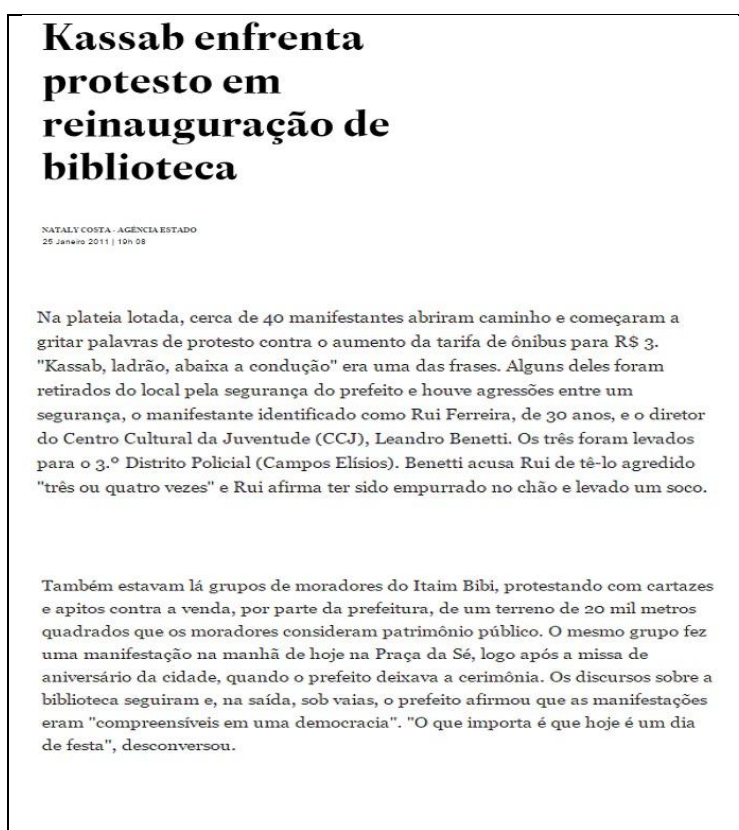 Kassab enfrenta
protesto em
reinauguração de
biblioteca
NATALY COSTA - AGÊNCIA ESTADO
25 Janeiro 2011 | 19h 08
Na plateia lotada, cerca de 40 manifestantes abriram caminho e começaram a
gritar palavras de protesto contra o aumento da tarifa de ônibus para R$ 3.
"Kassab, ladrão, abaixa a condução" era uma das frases. Alguns deles foram
retirados do local pela segurança do prefeito e houve agressões entre um
segurança, o manifestante identificado como Rui Ferreira, de 30 anos, e o diretor
do Centro Cultural da Juventude (CCJ), Leandro Benetti. Os três foram levados
para o 3.º Distrito Policial (Campos Elísios). Benetti acusa Rui de tê-lo agredido
"três ou quatro vezes" e Rui afirma ter sido empurrado no chão e levado um soco.
Também estavam lá grupos de moradores do Itaim Bibi, protestando com cartazes
e apitos contra a venda, por parte da prefeitura, de um terreno de 20 mil metros
quadrados que os moradores consideram patrimônio público. O mesmo grupo fez
uma manifestação na manhã de hoje na Praça da Sé, logo após a missa de
aniversário da cidade, quando o prefeito deixava a cerimônia. Os discursos sobre a
biblioteca seguiram e, na saída, sob vaias, o prefeito afirmou que as manifestações
eram "compreensíveis em uma democracia". "O que importa é que hoje é um dia
de festa", desconversou.